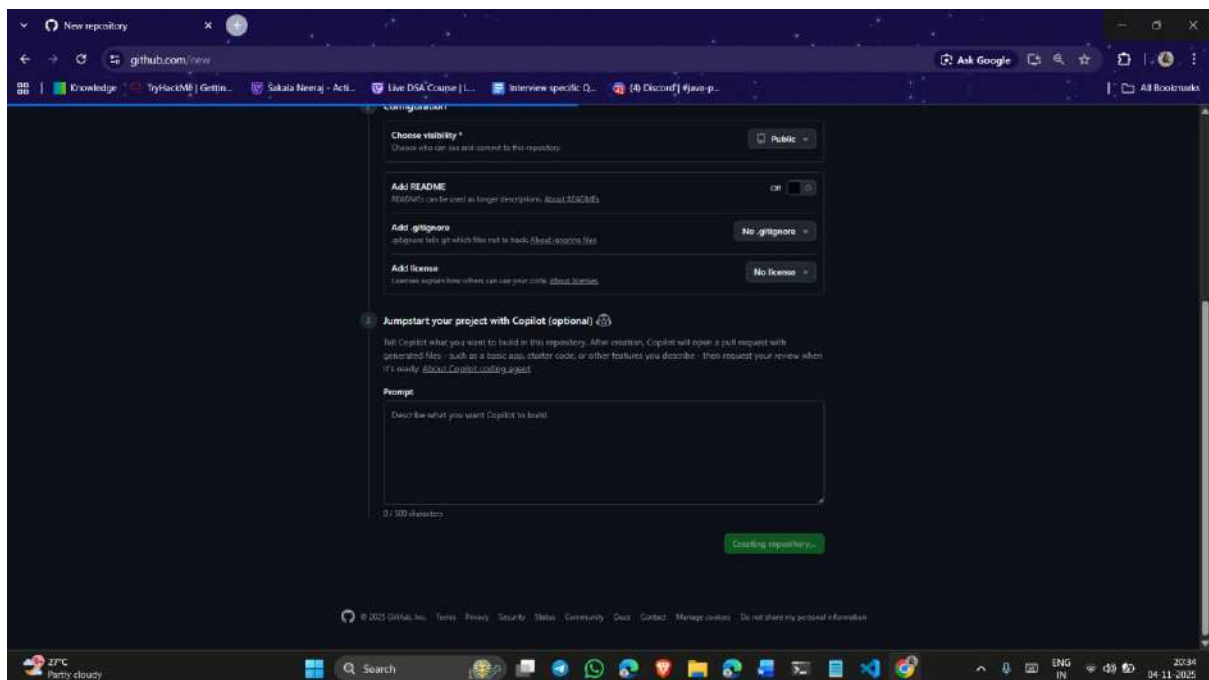 New repository
github.com/new
Ask Google
Knowledge
TryHackMe | Gettin...
Sakala Neeraj - Acti...
Live DSA Course | L...
Interview specific Q...
(4) Discord | #java-p...
All Bookmarks
Configuration
Choose visibility *
Public
Choose who can see and commit to this repository
Add README
Off
READMEs can be used as longer descriptions. About READMEs
Add .gitignore
No .gitignore
.gitignore tells git which files not to track. About ignoring files
Add license
No license
Licenses explain how others can use your code. About licenses
Jumpstart your project with Copilot (optional)
Tell Copilot what you want to build in this repository. After creation, Copilot will open a pull request with
generated files - such as a basic app, starter code, or other features you describe - then request your review when
it's ready. About Copilot coding agent
Prompt
Describe what you want Copilot to build
0 / 500 characters
Creating repository...
© 2025 GitHub, Inc. Terms Privacy Security Status Community Docs Contact Manage cookies Do not share my personal information
27°C
Partly cloudy
Search
ENG
IN
20:34
04-11-2025